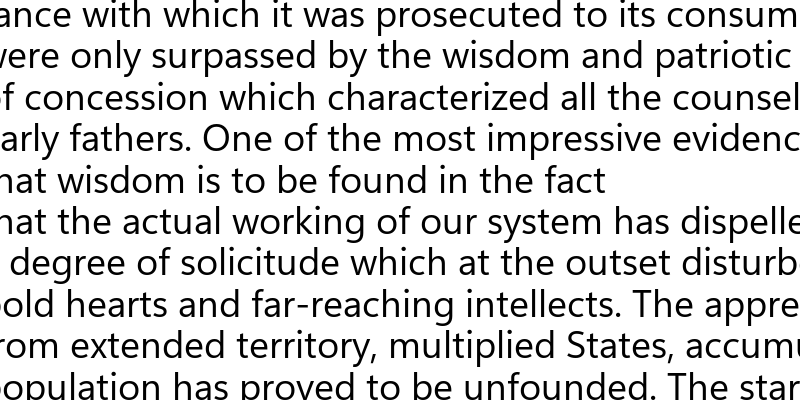 ance with which it was prosecuted to its consum
were only surpassed by the wisdom and patriotic
of concession which characterized all the counsel
arly fathers. One of the most impressive evidenc
hat wisdom is to be found in the fact
hat the actual working of our system has dispelle
degree of solicitude which at the outset disturb
bold hearts and far-reaching intellects. The appre
from extended territory, multiplied States, accumu
population has proved to be unfounded. The star